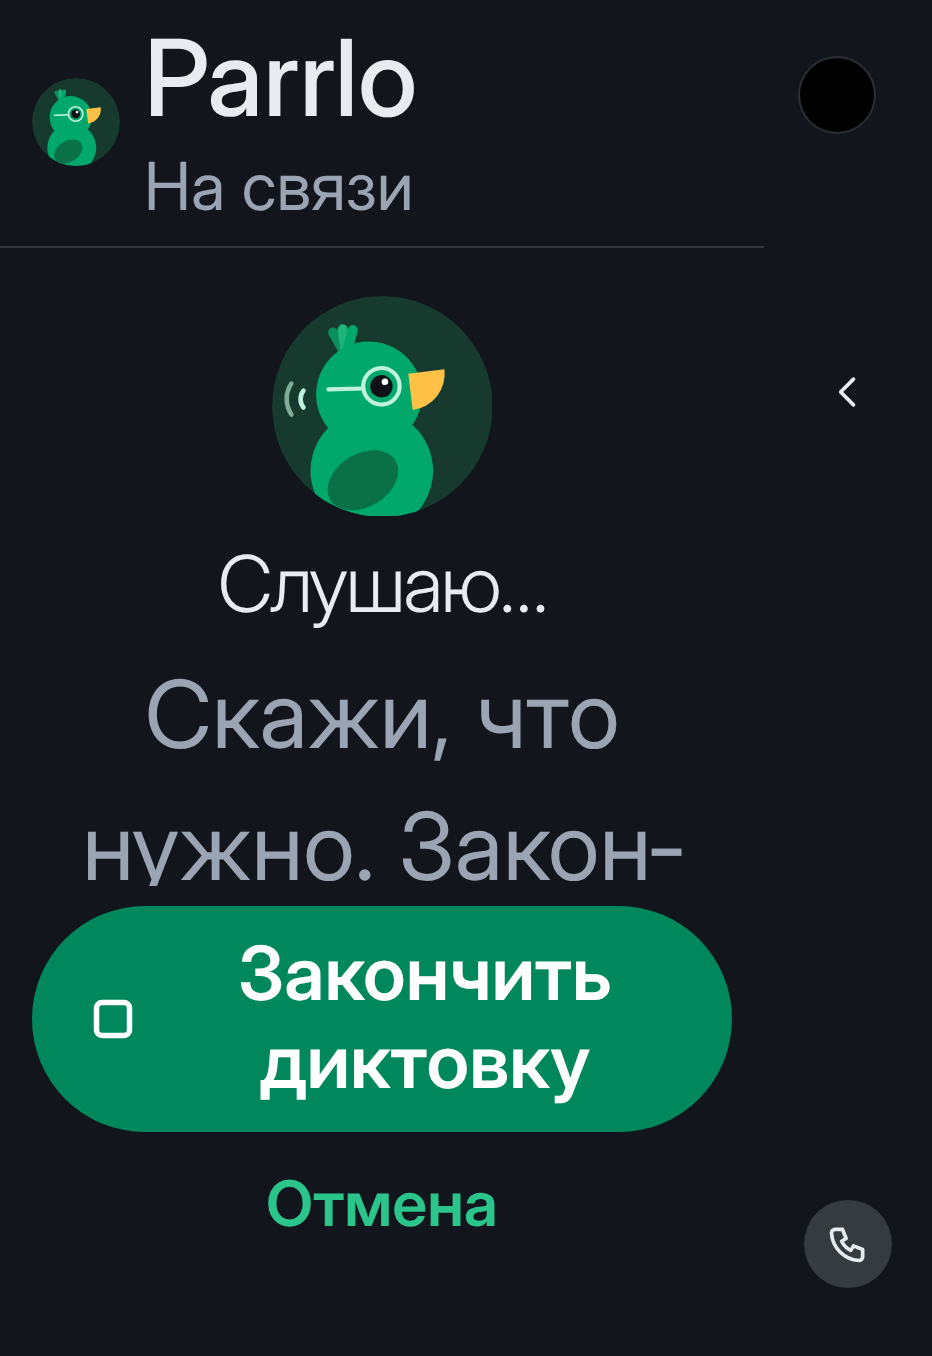 Parrlo
На связи
Слушаю...
Скажи, что
нужно. Закон-
Закончить
диктовку
Отмена